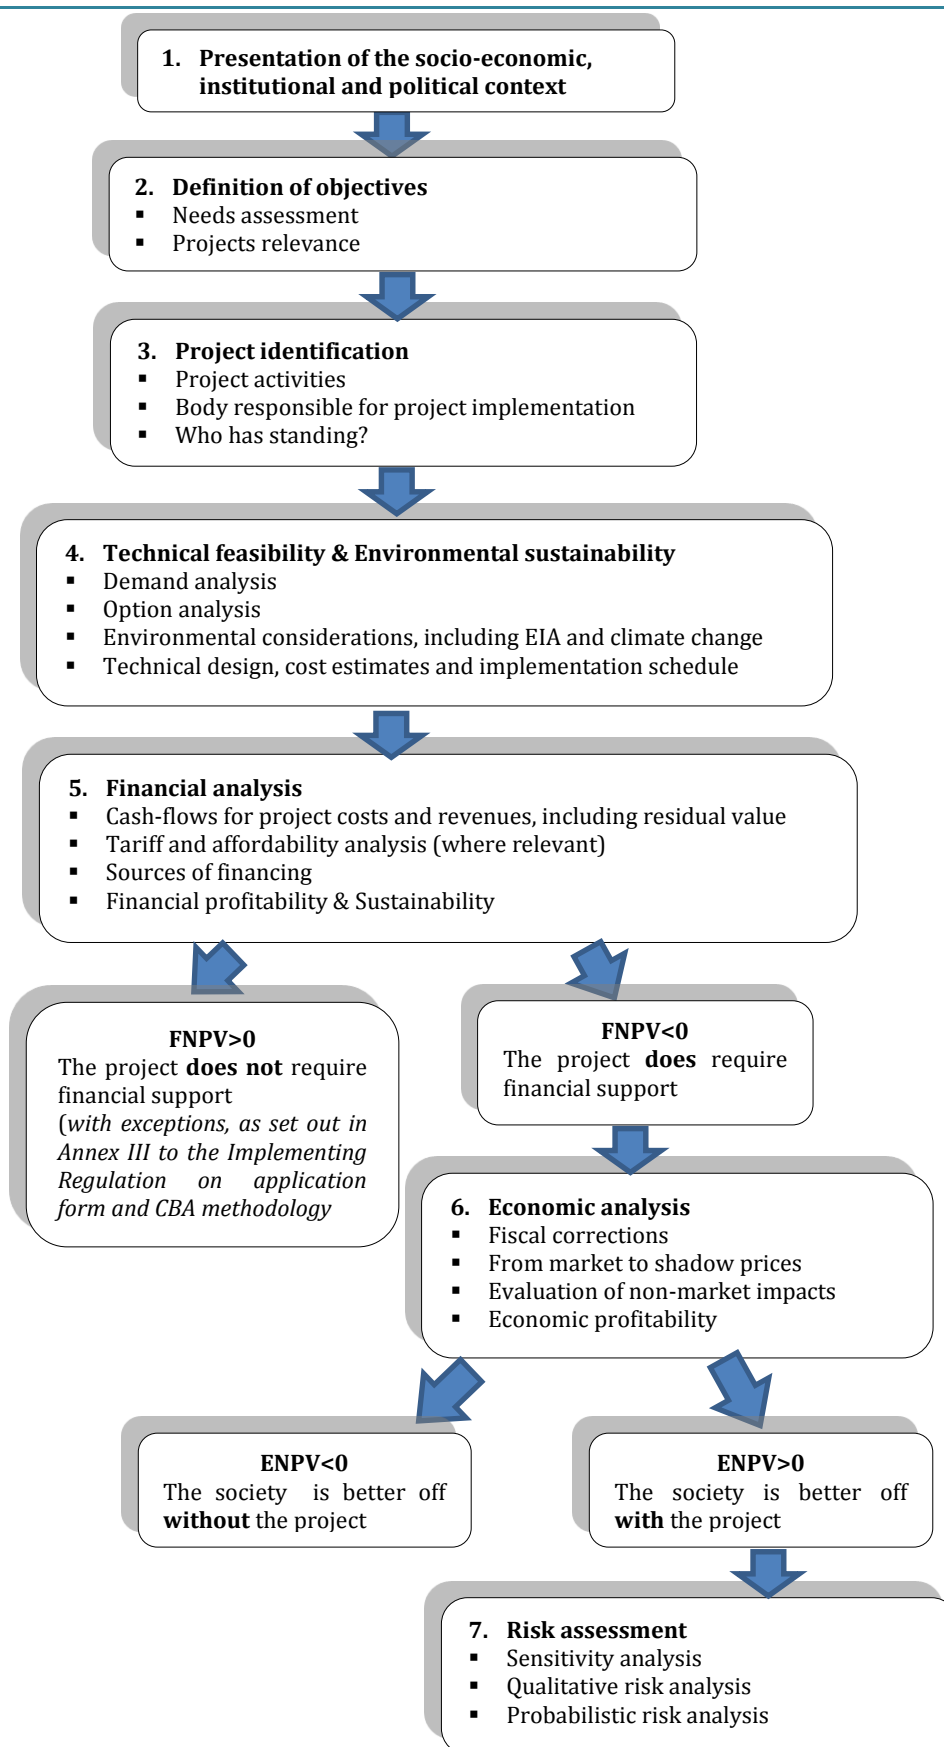 1. Presentation of the socio-economic,
institutional and political context
2. Definition of objectives
▪ Needs assessment
▪ Projects relevance
3. Project identification
▪ Project activities
▪ Body responsible for project implementation
▪ Who has standing?
4. Technical feasibility & Environmental sustainability
▪ Demand analysis
▪ Option analysis
▪ Environmental considerations, including EIA and climate change
▪ Technical design, cost estimates and implementation schedule
5. Financial analysis
▪ Cash-flows for project costs and revenues, including residual value
▪ Tariff and affordability analysis (where relevant)
▪ Sources of financing
▪ Financial profitability & Sustainability
FNPV>0
The project does not require
financial support
(with exceptions, as set out in
Annex III to the Implementing
Regulation on application
form and CBA methodology
FNPV<0
The project does require
financial support
6. Economic analysis
▪ Fiscal corrections
▪ From market to shadow prices
▪ Evaluation of non-market impacts
▪ Economic profitability
ENPV<0
The society is better off
without the project
ENPV>0
The society is better off
with the project
7. Risk assessment
▪ Sensitivity analysis
▪ Qualitative risk analysis
▪ Probabilistic risk analysis